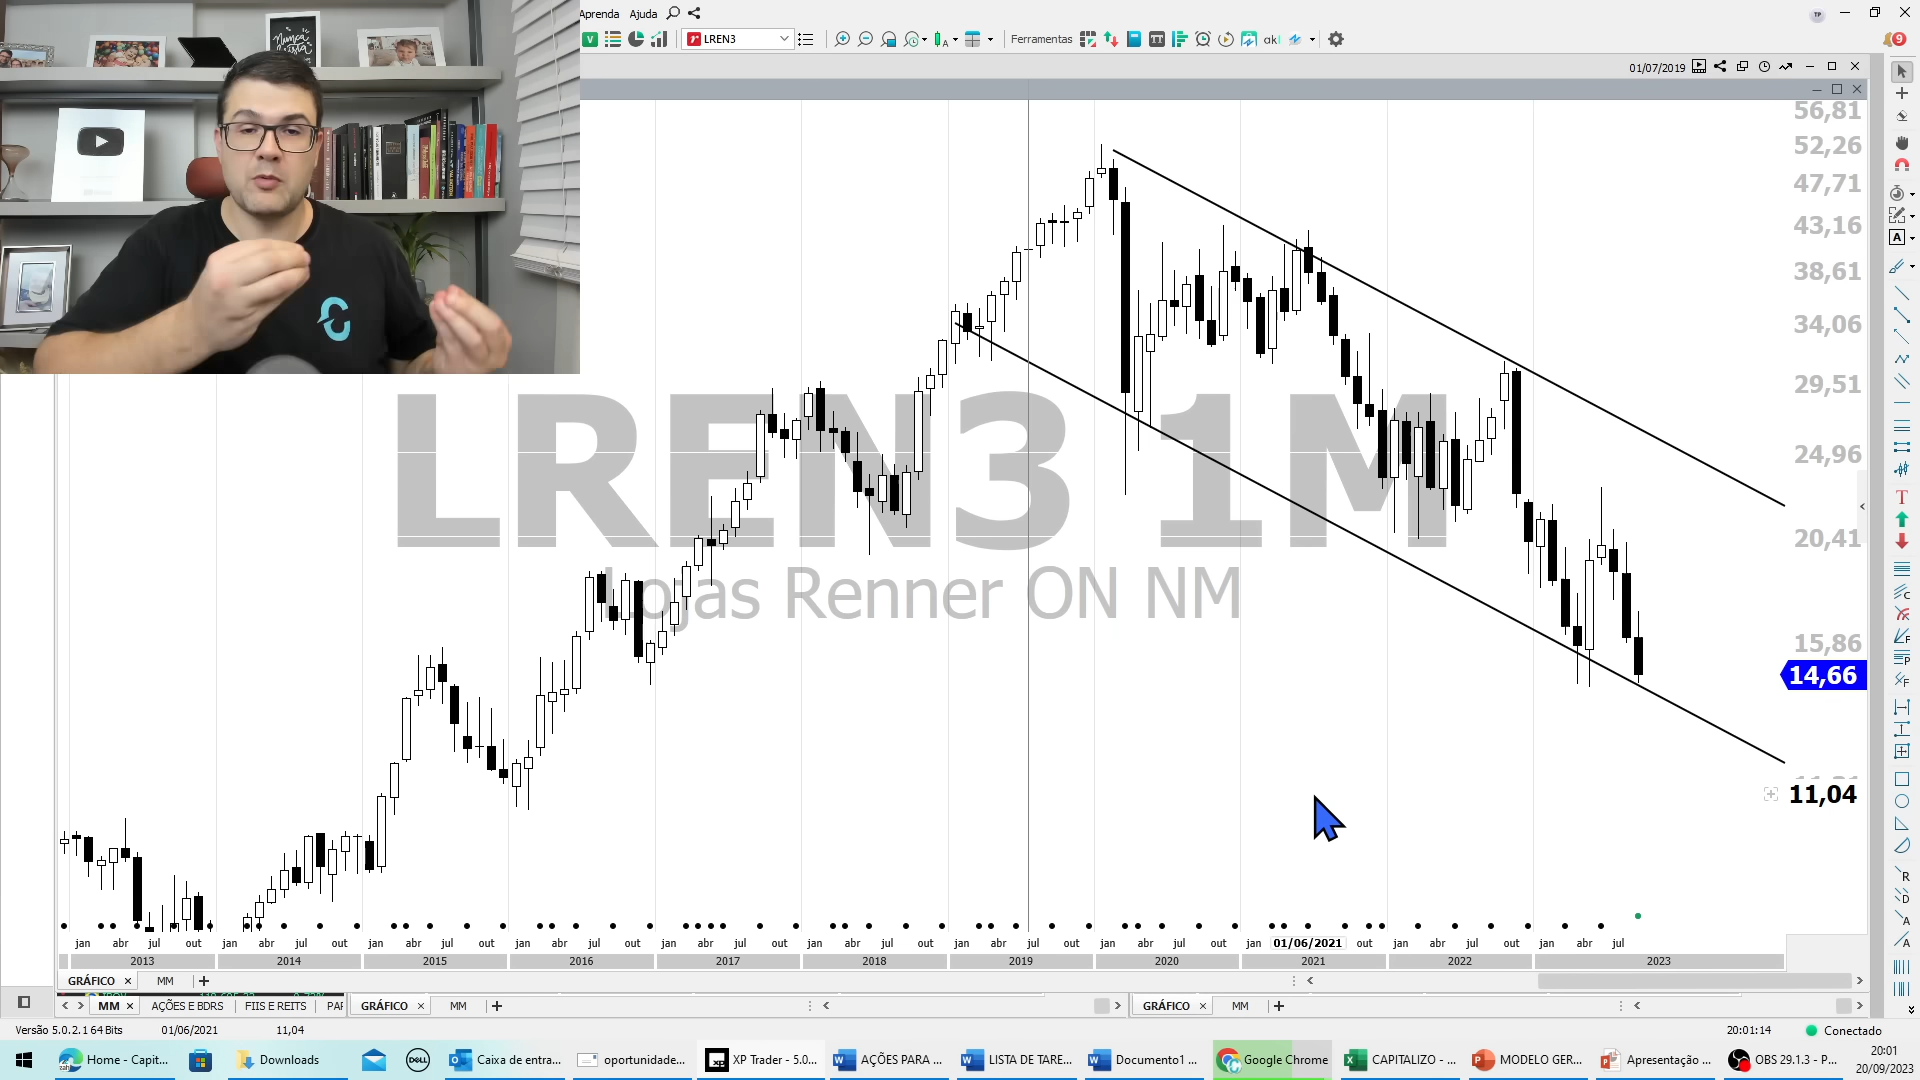 Aprenda Ajuda
TP
LREN3
Ferramentas
9
01/07/2019
Nunca
56,81
52,26
47,71
43,16
38,61
34,06
29,51
24,96
20,41
15,86
14,66
11,04
LREN3 1M
Lojas Renner ON NM
jan abr jul out jan abr jul out jan abr jul out jan abr jul out jan abr jul out jan abr jul out jan abr jul out jan abr jul out jan 01/06/2021 out jan abr jul out jan abr jul
2013 2014 2015 2016 2017 2018 2019 2020 2021 2022 2023
GRÁFICO × MM +
MM × AÇÕES E BDRS FIIS E REITS GRÁFICO × MM + GRÁFICO × MM +
Versão 5.0.2.1 64 Bits 01/06/2021 11,04 20:01:14 Conectado
Home - Capit... Downloads DELL Caixa de entra... oportunidade... XP Trader - 5.0... AÇÕES PARA ... LISTA DE TARE... Documento1 ... Google Chrome CAPITALIZO - ... MODELO GER... Apresentação ... OBS 29.1.3 - P... 20:01
20/09/2023